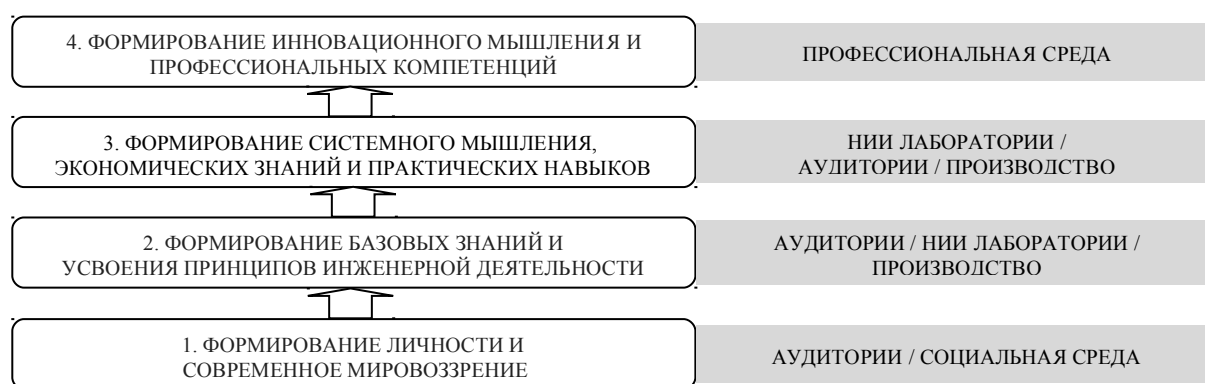 4. ФОРМИРОВАНИЕ ИННОВАЦИОННОГО МЫШЛЕНИЯ И
ПРОФЕССИОНАЛЬНЫХ КОМПЕТЕНЦИЙ
ПРОФЕССИОНАЛЬНАЯ СРЕДА
3. ФОРМИРОВАНИЕ СИСТЕМНОГО МЫШЛЕНИЯ,
ЭКОНОМИЧЕСКИХ ЗНАНИЙ И ПРАКТИЧЕСКИХ НАВЫКОВ
НИИ ЛАБОРАТОРИИ /
АУДИТОРИИ / ПРОИЗВОДСТВО
2. ФОРМИРОВАНИЕ БАЗОВЫХ ЗНАНИЙ И
УСВОЕНИЯ ПРИНЦИПОВ ИНЖЕНЕРНОЙ ДЕЯТЕЛЬНОСТИ
АУДИТОРИИ / НИИ ЛАБОРАТОРИИ /
ПРОИЗВОДСТВО
1. ФОРМИРОВАНИЕ ЛИЧНОСТИ И
СОВРЕМЕННОЕ МИРОВОЗЗРЕНИЕ
АУДИТОРИИ / СОЦИАЛЬНАЯ СРЕДА